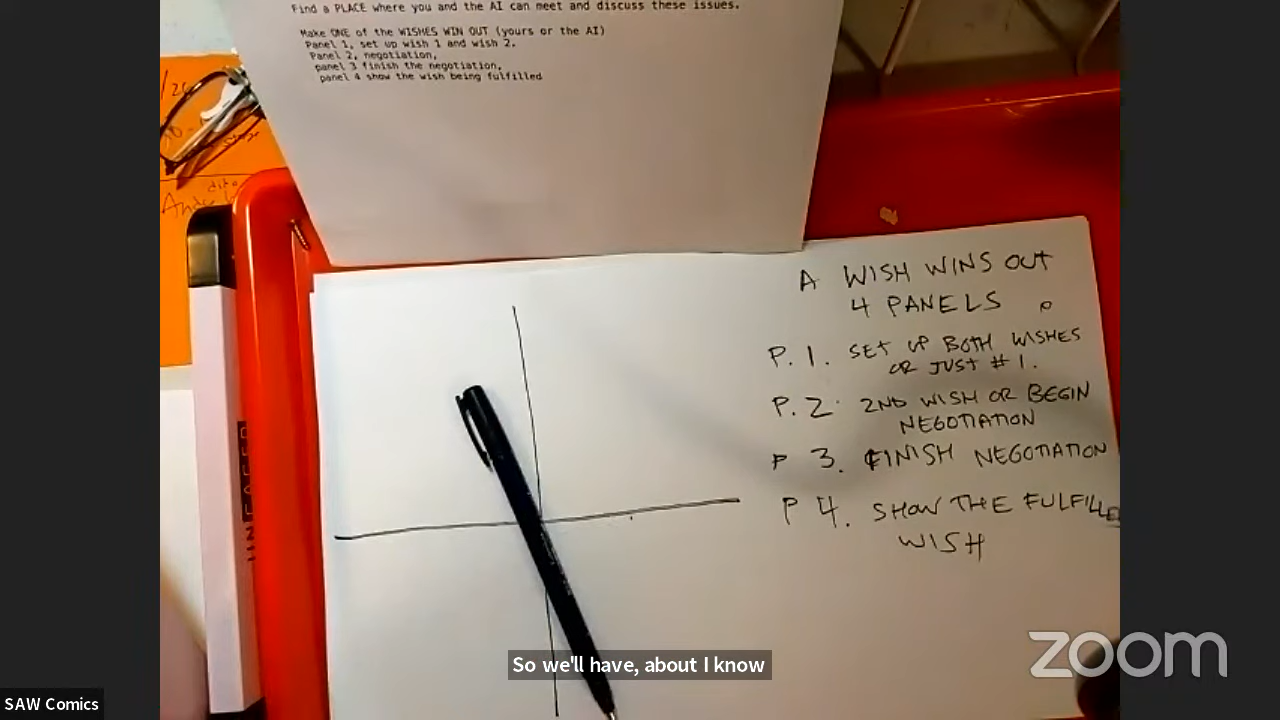 Find a PLACE where you and the AI can meet and discuss these issues.
Make ONE of the WISHES WIN OUT (yours or the AI)
Panel 1, set up wish 1 and wish 2.
Panel 2, negotiation,
panel 3 finish the negotiation,
panel 4 show the wish being fulfilled
A WISH WINS OUT
4 PANELS
P. 1. SET UP BOTH WISHES
OR JUST #1.
P. 2. 2ND WISH OR BEGIN
NEGOTIATION
P 3. FINISH NEGOTIATION
P 4. SHOW THE FULFILLED
WISH
So we'll have, about I know
zoom
SAW Comics